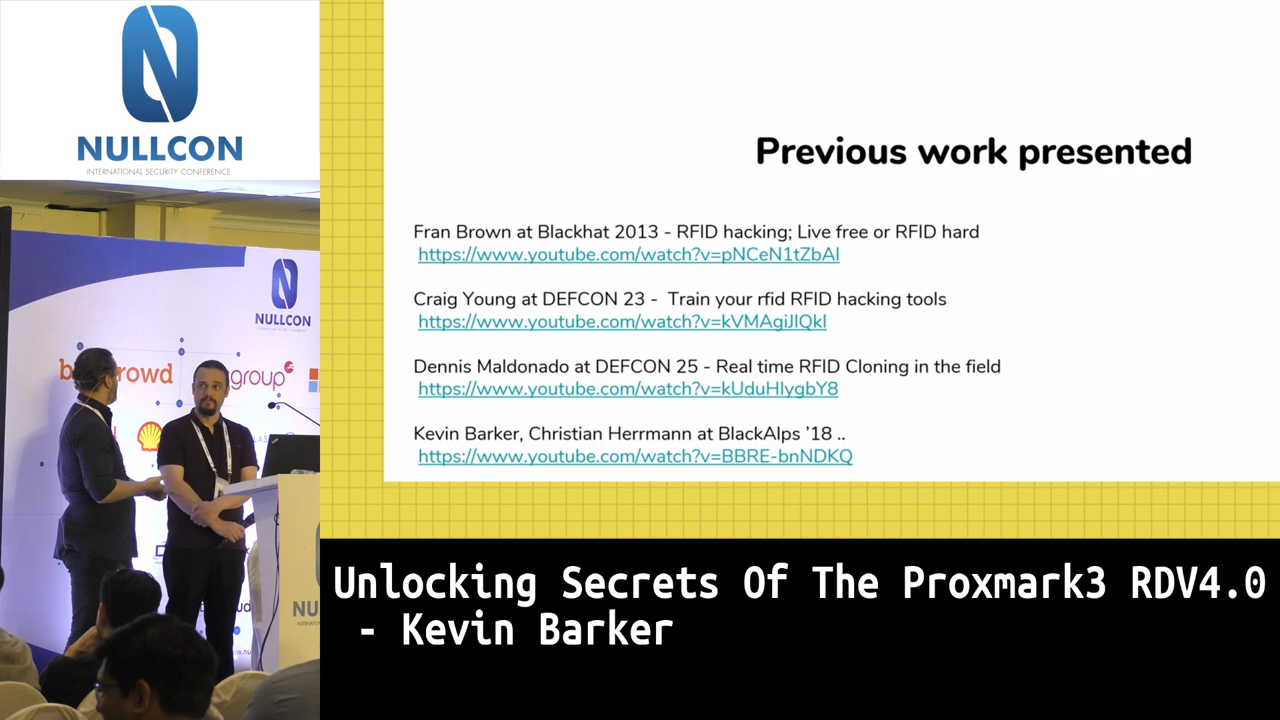 NULLCON
INTERNATIONAL SECURITY CONFERENCE
NULLCON
rowd
group
NU
Previous work presented
Fran Brown at Blackhat 2013 - RFID hacking; Live free or RFID hard
https://www.youtube.com/watch?v=pNCeN1tZbAI
Craig Young at DEFCON 23 - Train your rfid RFID hacking tools
https://www.youtube.com/watch?v=kVMAgiJlQkI
Dennis Maldonado at DEFCON 25 - Real time RFID Cloning in the field
https://www.youtube.com/watch?v=kUduHlygbY8
Kevin Barker, Christian Herrmann at BlackAlps '18 ..
https://www.youtube.com/watch?v=BBRE-bnNDKQ
Unlocking Secrets Of The Proxmark3 RDV4.0
- Kevin Barker